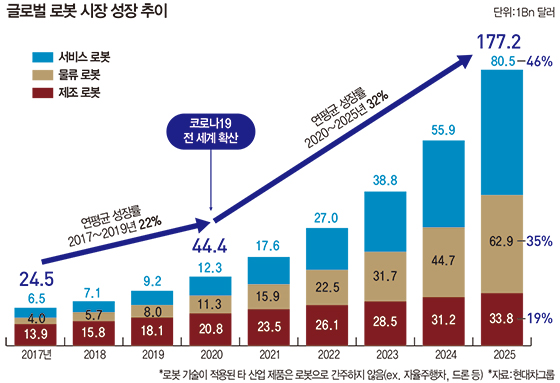 글로벌 로봇 시장 성장 추이
단위:1Bn 달러
서비스 로봇
물류 로봇
제조 로봇
코로나19
전 세계 확산
연평균 성장률
2017~2019년 22%
연평균 성장률
2020~2025년 32%
24.5
44.4
177.2
6.5 7.1 9.2 12.3 17.6 27.0 38.8 55.9 80.5 46%
4.0 5.7 8.0 11.3 15.9 22.5 31.7 44.7 62.9 35%
13.9 15.8 18.1 20.8 23.5 26.1 28.5 31.2 33.8 19%
2017년 2018 2019 2020 2021 2022 2023 2024 2025
*로봇 기술이 적용된 타 산업 제품은 로봇으로 간주하지 않음(ex. 자율주행차, 드론 등) *자료:현대차그룹